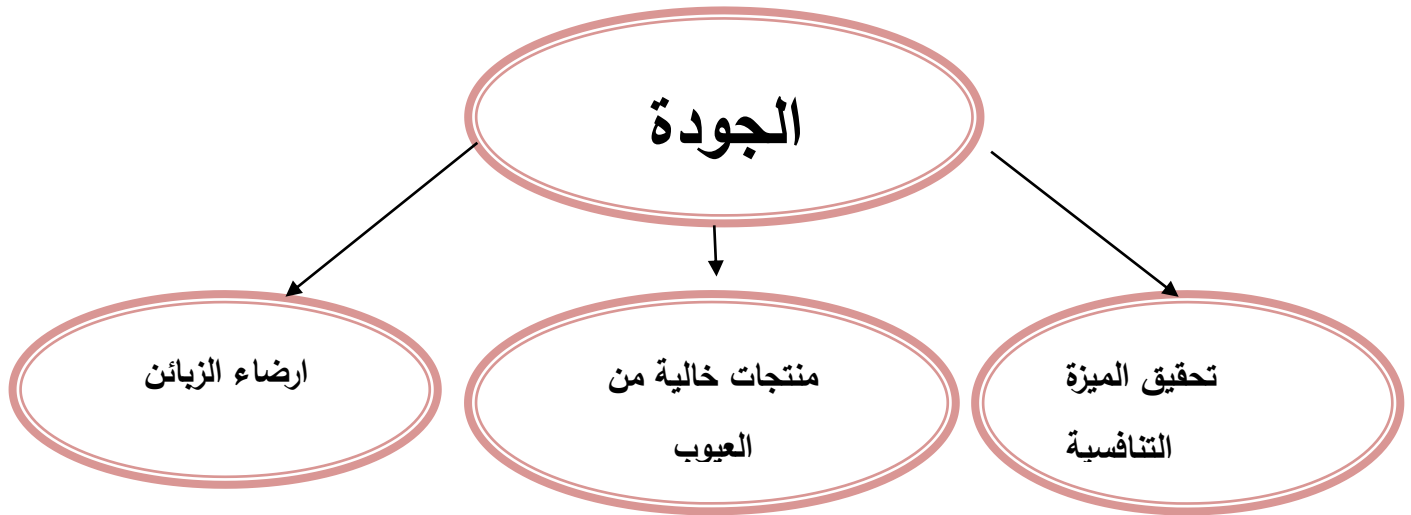 الجودة
تحقيق الميزة
التنافسية
منتجات خالية من
العيوب
ارضاء الزبائن